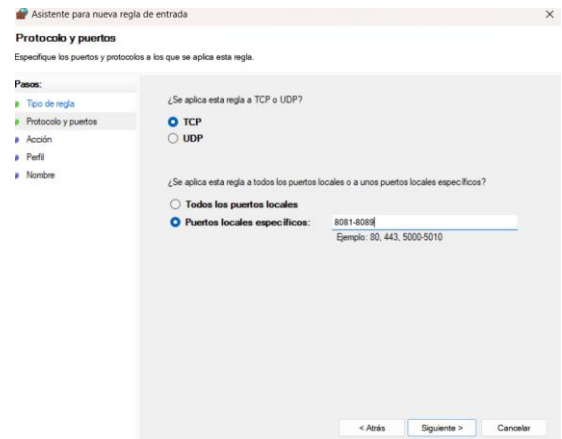 Asistente para nueva regla de entrada
Protocolo y puertos
Especifique los puertos y protocolos a los que se aplica esta regla.
Pasos:
Tipo de regla
Protocolo y puertos
Acción
Perfil
Nombre
¿Se aplica esta regla a TCP o UDP?
TCP
UDP
¿Se aplica esta regla a todos los puertos locales o a unos puertos locales específicos?
Todos los puertos locales
Puertos locales específicos: 8081-8089
Ejemplo: 80, 443, 5000-5010
< Atrás Siguiente > Cancelar